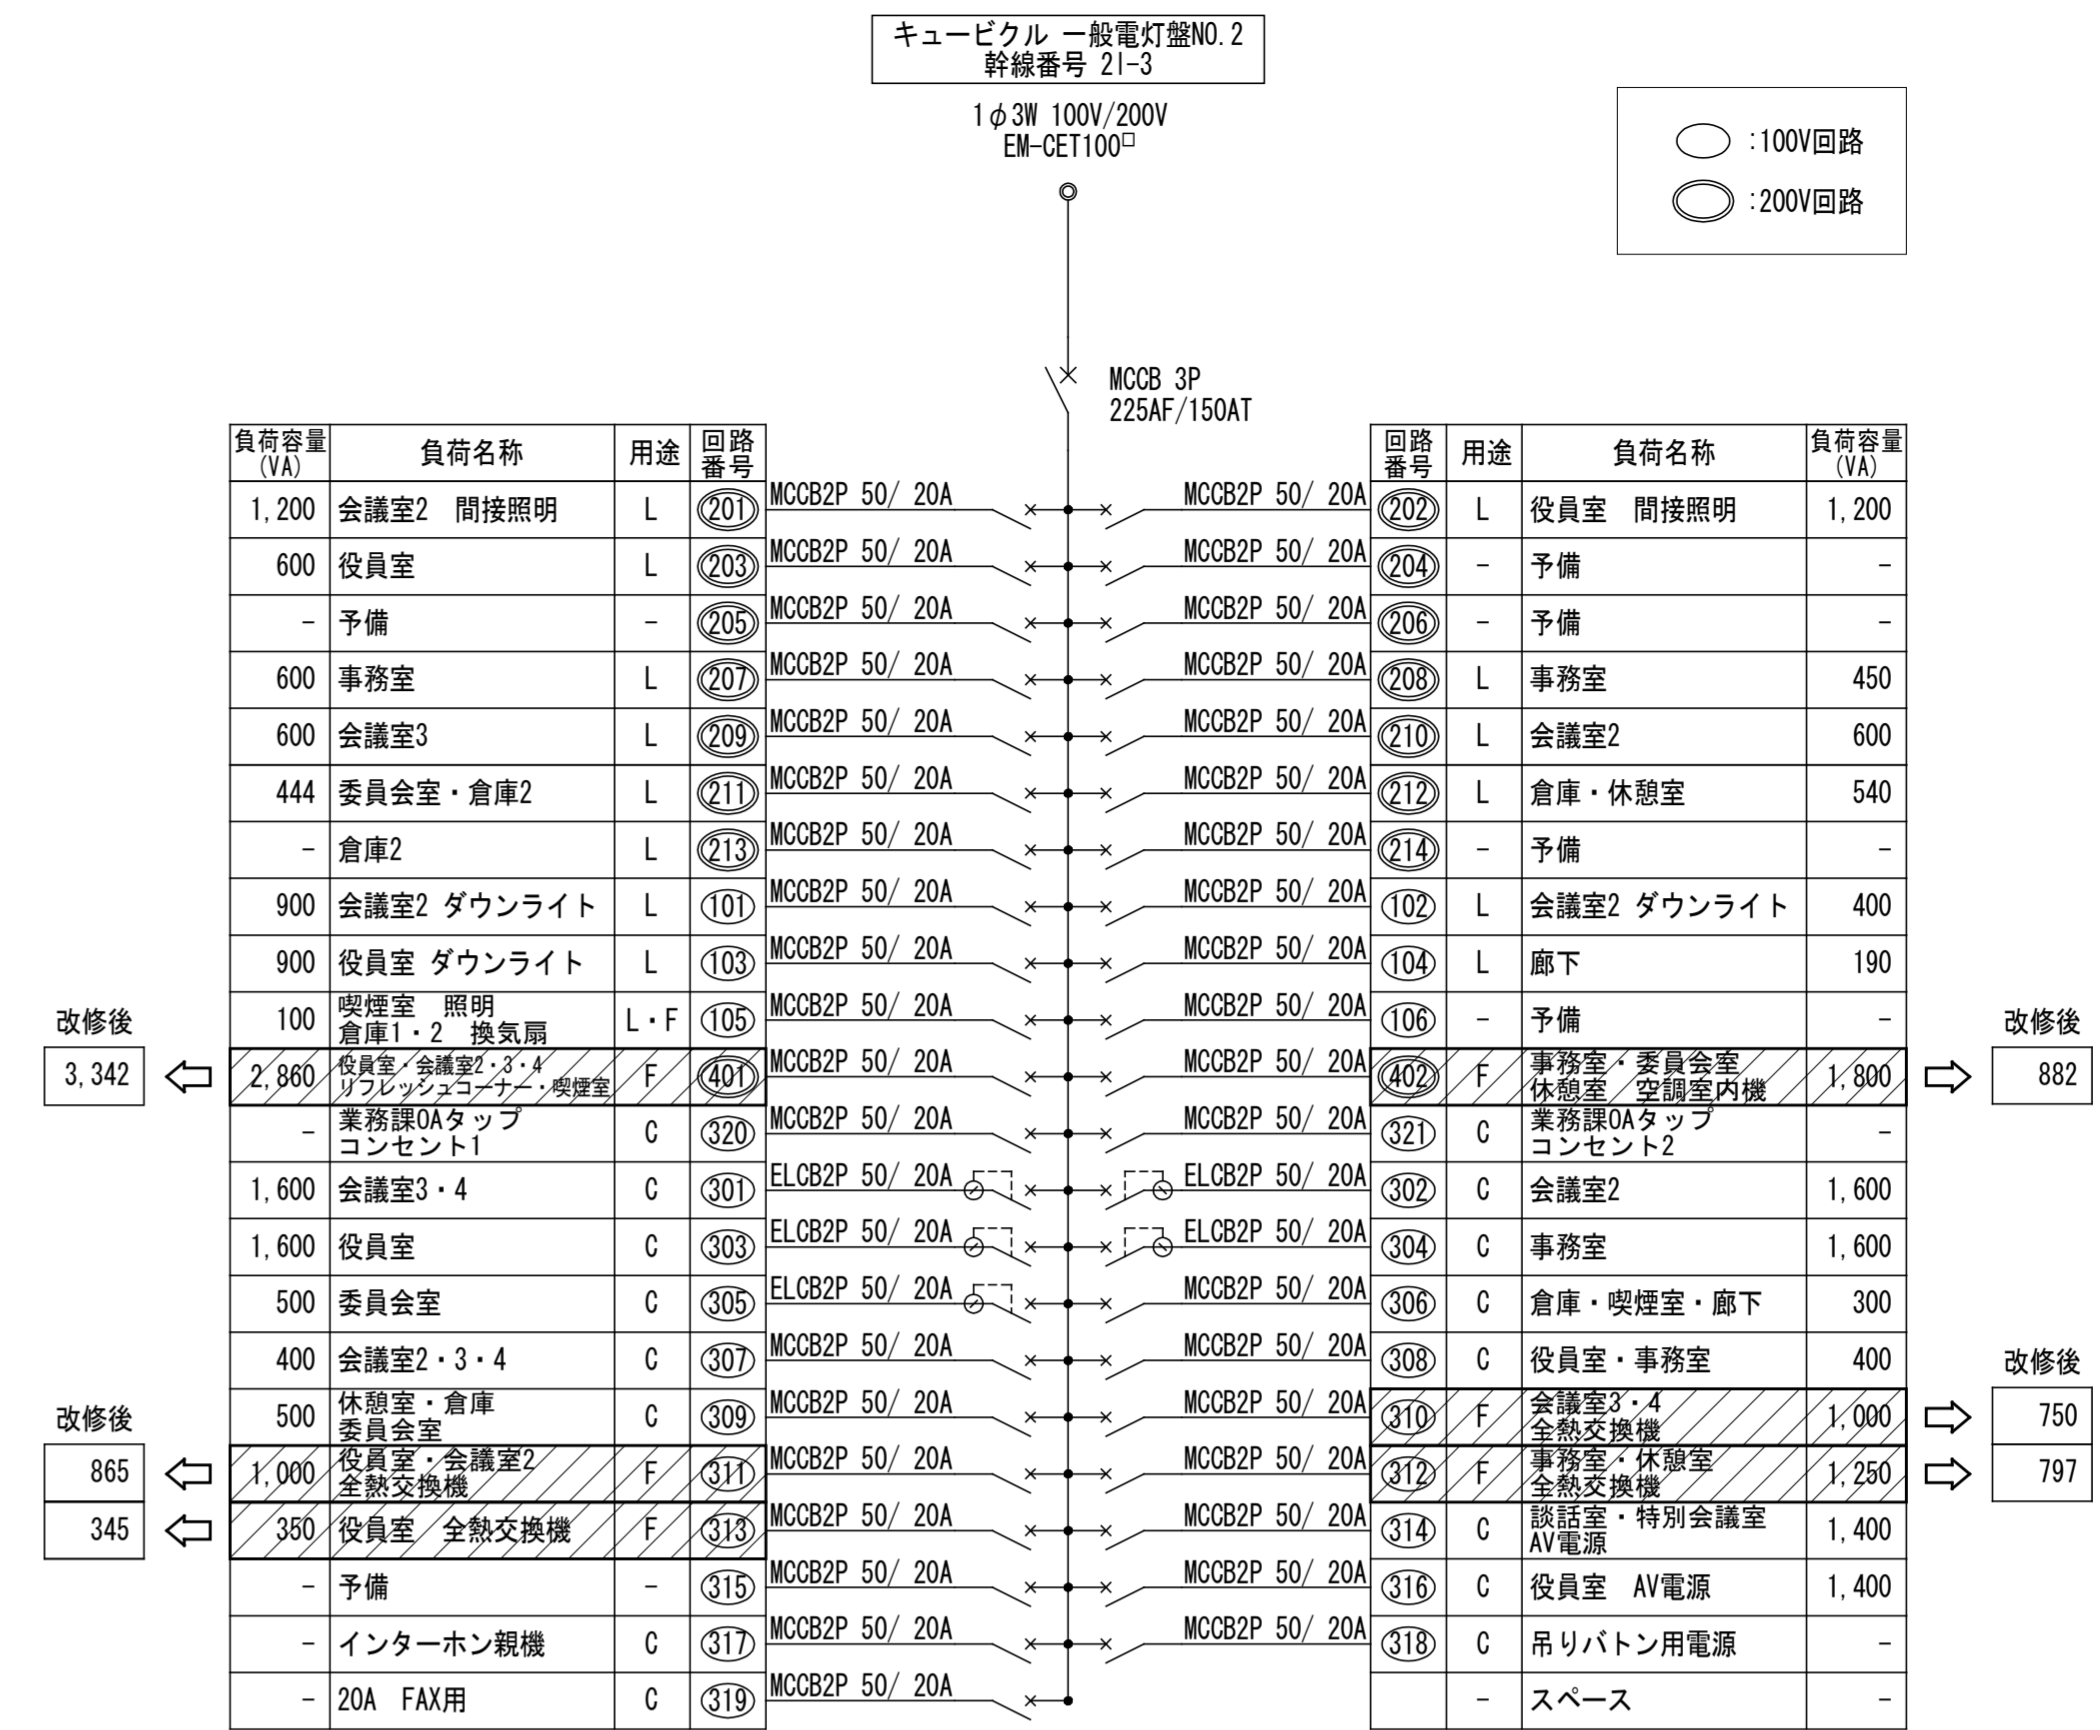 キュービクル 一般電灯盤NO.2
幹線番号 2I-3
1φ3W 100V/200V
EM-CET100□
:100V回路
:200V回路
MCCB 3P
225AF/150AT
負荷容量(VA) 負荷名称 用途 回路番号
回路番号 用途 負荷名称 負荷容量(VA)
1,200 会議室2 間接照明 L 201 MCCB2P 50/ 20A
MCCB2P 50/ 20A 202 L 役員室 間接照明 1,200
600 役員室 L 203 MCCB2P 50/ 20A
MCCB2P 50/ 20A 204 - 予備 -
- 予備 - 205 MCCB2P 50/ 20A
MCCB2P 50/ 20A 206 - 予備 -
600 事務室 L 207 MCCB2P 50/ 20A
MCCB2P 50/ 20A 208 L 事務室 450
600 会議室3 L 209 MCCB2P 50/ 20A
MCCB2P 50/ 20A 210 L 会議室2 600
444 委員会室・倉庫2 L 211 MCCB2P 50/ 20A
MCCB2P 50/ 20A 212 L 倉庫・休憩室 540
- 倉庫2 L 213 MCCB2P 50/ 20A
MCCB2P 50/ 20A 214 - 予備 -
900 会議室2 ダウンライト L 101 MCCB2P 50/ 20A
MCCB2P 50/ 20A 102 L 会議室2 ダウンライト 400
900 役員室 ダウンライト L 103 MCCB2P 50/ 20A
MCCB2P 50/ 20A 104 L 廊下 190
100 喫煙室 照明 倉庫1・2 換気扇 L・F 105 MCCB2P 50/ 20A
MCCB2P 50/ 20A 106 - 予備 -
改修後
3,342
2,860 役員室・会議室2・3・4 リフレッシュコーナー・喫煙室 F 401 MCCB2P 50/ 20A
MCCB2P 50/ 20A 402 F 事務室・委員会室 休憩室 空調室内機 1,800
改修後
882
- 業務課OAタップ コンセント1 C 320 MCCB2P 50/ 20A
MCCB2P 50/ 20A 321 C 業務課OAタップ コンセント2 -
1,600 会議室3・4 C 301 ELCB2P 50/ 20A
ELCB2P 50/ 20A 302 C 会議室2 1,600
1,600 役員室 C 303 ELCB2P 50/ 20A
ELCB2P 50/ 20A 304 C 事務室 1,600
500 委員会室 C 305 ELCB2P 50/ 20A
MCCB2P 50/ 20A 306 C 倉庫・喫煙室・廊下 300
400 会議室2・3・4 C 307 MCCB2P 50/ 20A
MCCB2P 50/ 20A 308 C 役員室・事務室 400
500 休憩室・倉庫 委員会室 C 309 MCCB2P 50/ 20A
MCCB2P 50/ 20A 310 F 会議室3・4 全熱交換機 1,000
改修後
750
改修後
865
1,000 役員室・会議室2 全熱交換機 F 311 MCCB2P 50/ 20A
MCCB2P 50/ 20A 312 F 事務室・休憩室 全熱交換機 1,250
797
345
350 役員室 全熱交換機 F 313 MCCB2P 50/ 20A
MCCB2P 50/ 20A 314 C 談話室・特別会議室 AV電源 1,400
- 予備 - 315 MCCB2P 50/ 20A
MCCB2P 50/ 20A 316 C 役員室 AV電源 1,400
- インターホン親機 C 317 MCCB2P 50/ 20A
MCCB2P 50/ 20A 318 C 吊りバトン用電源 -
- 20A FAX用 C 319 MCCB2P 50/ 20A
- スペース -